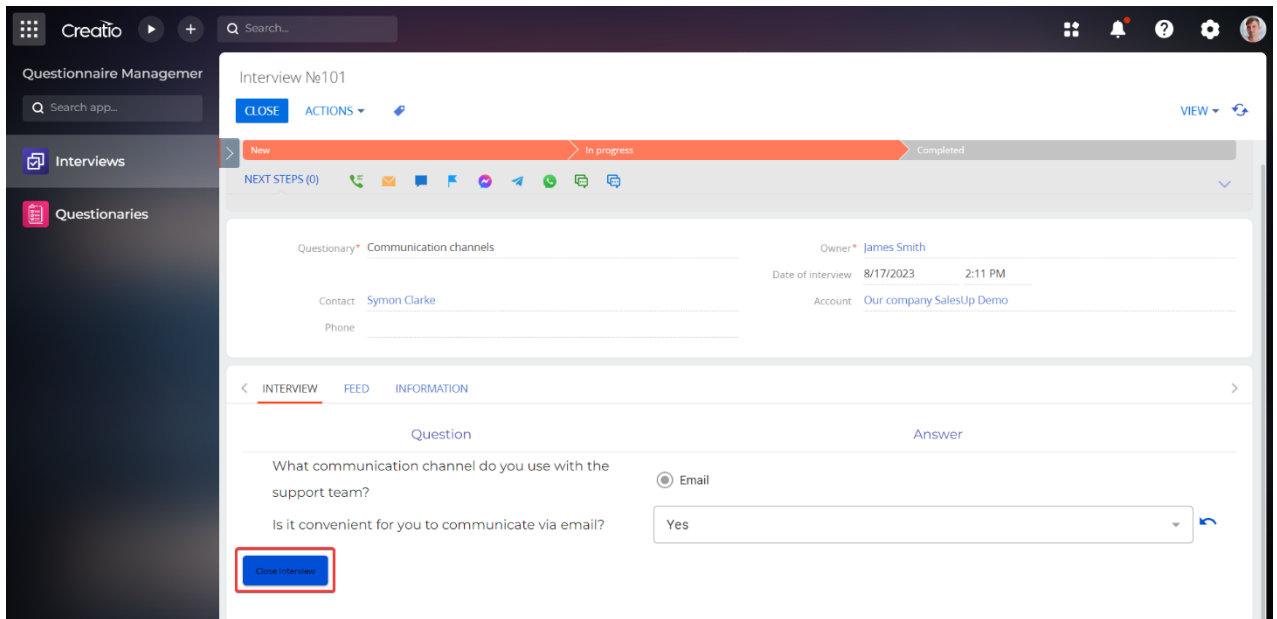 Creatio
Search...
Questionnaire Managemer
Search app...
Interviews
Questionaries
Interview №101
CLOSE ACTIONS
VIEW
New In progress Completed
NEXT STEPS (0)
Questionary* Communication channels
Owner* James Smith
Date of interview 8/17/2023 2:11 PM
Contact Symon Clarke
Account Our company SalesUp Demo
Phone
INTERVIEW FEED INFORMATION
Question Answer
What communication channel do you use with the
support team?
Email
Is it convenient for you to communicate via email?
Yes
Close interview